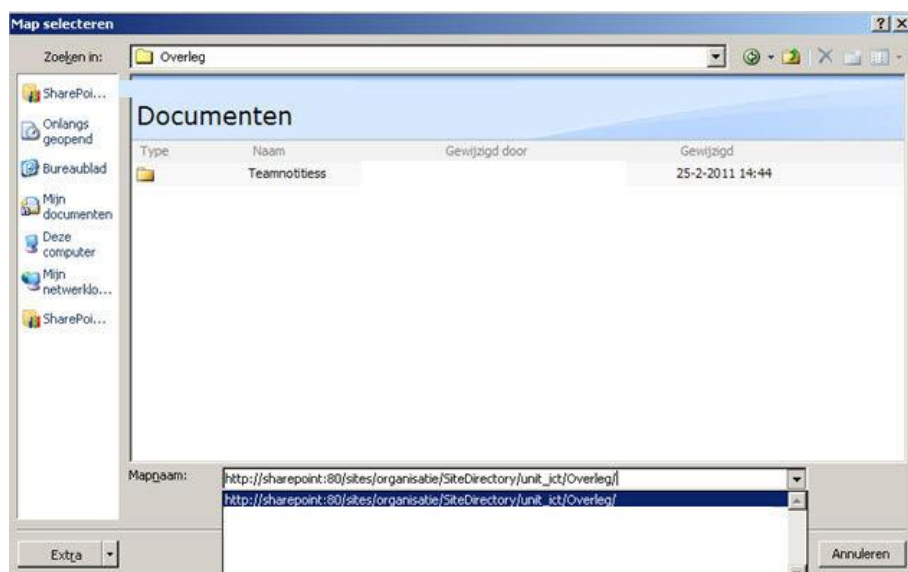 Map selecteren
Zoeken in:
Overleg
SharePoi...
Onlangs
geopend
Bureaublad
Mijn
documenten
Deze
computer
Mijn
netwerklo...
SharePoi...
Documenten
Type Naam Gewijzigd door Gewijzigd
Teamnotitiess 25-2-2011 14:44
Mapnaam:
http://sharepoint:80/sites/organisatie/SiteDirectory/unit_ict/Overleg/
http://sharepoint:80/sites/organisatie/SiteDirectory/unit_ict/Overleg/
Extra
Annuleren